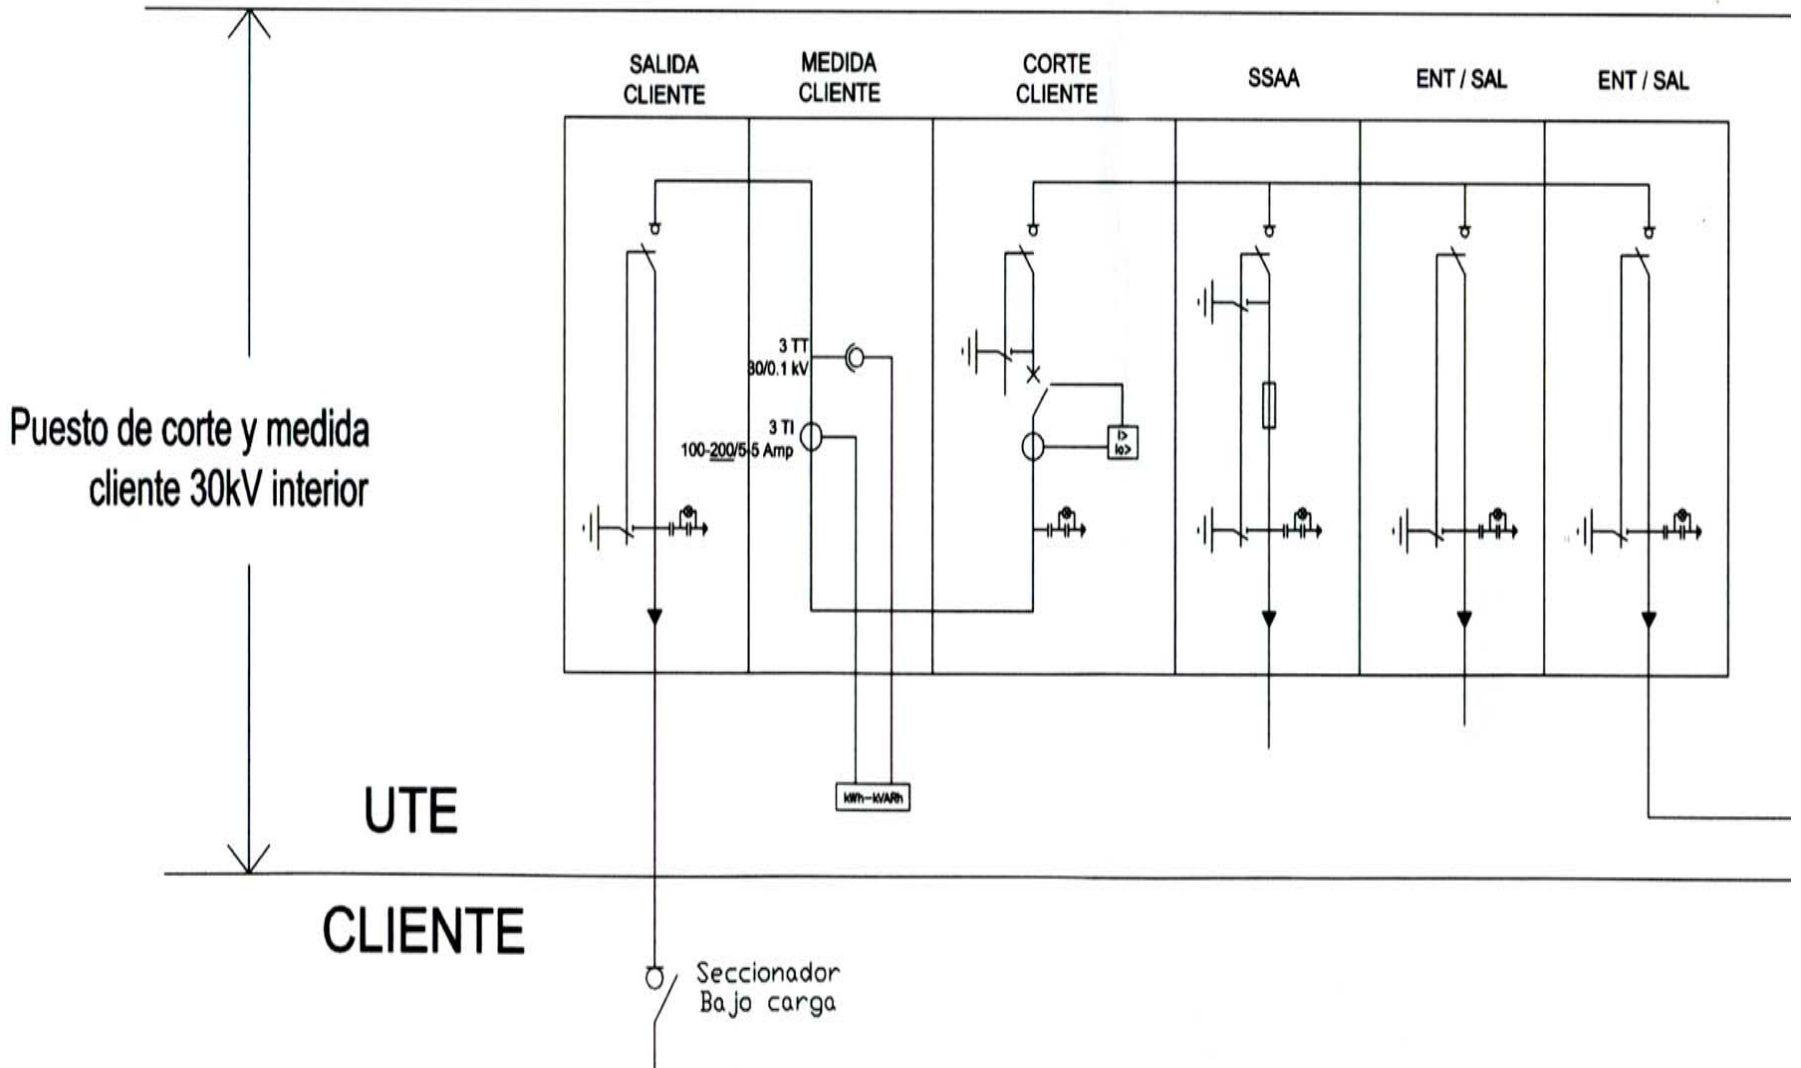 SALIDA
CLIENTE
MEDIDA
CLIENTE
CORTE
CLIENTE
SSAA
ENT / SAL
ENT / SAL
3 TT
30/0.1 kV
3 TI
100-200/5-5 Amp
I>
Io>
Puesto de corte y medida
cliente 30kV interior
kWh-kVARh
UTE
CLIENTE
Seccionador
Bajo carga